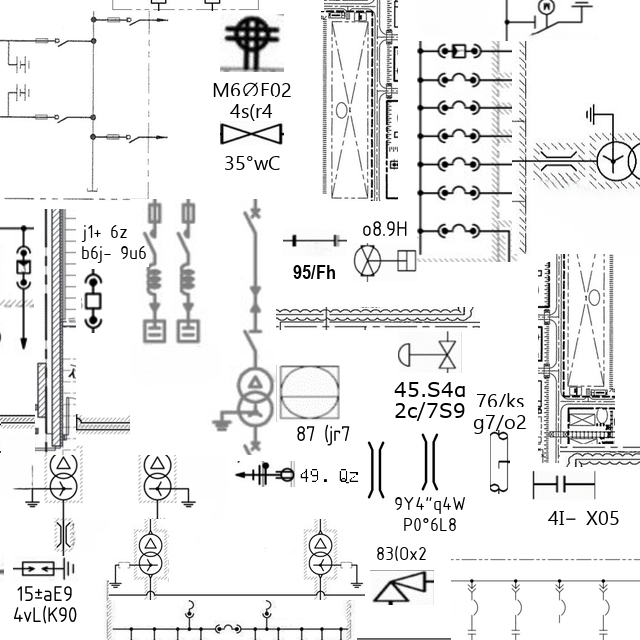 M6∅F02
4s(r4
35°wC
j1+ 6z
b6j– 9u6
o8.9H
95/Fh
45.S4a
2c/7S9
76/ks
g7/o2
87 (jr7
49. Qz
9Y4“q4W
P0°6L8
4I– X05
83(0x2
15±aE9
4vL(K90